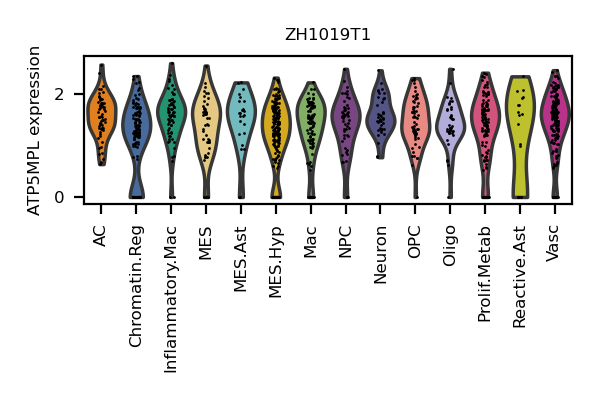 ZH1019T1
ATP5MPL expression
2
0
AC
Chromatin.Reg
Inflammatory.Mac
MES
MES.Ast
MES.Hyp
Mac
NPC
Neuron
OPC
Oligo
Prolif.Metab
Reactive.Ast
Vasc